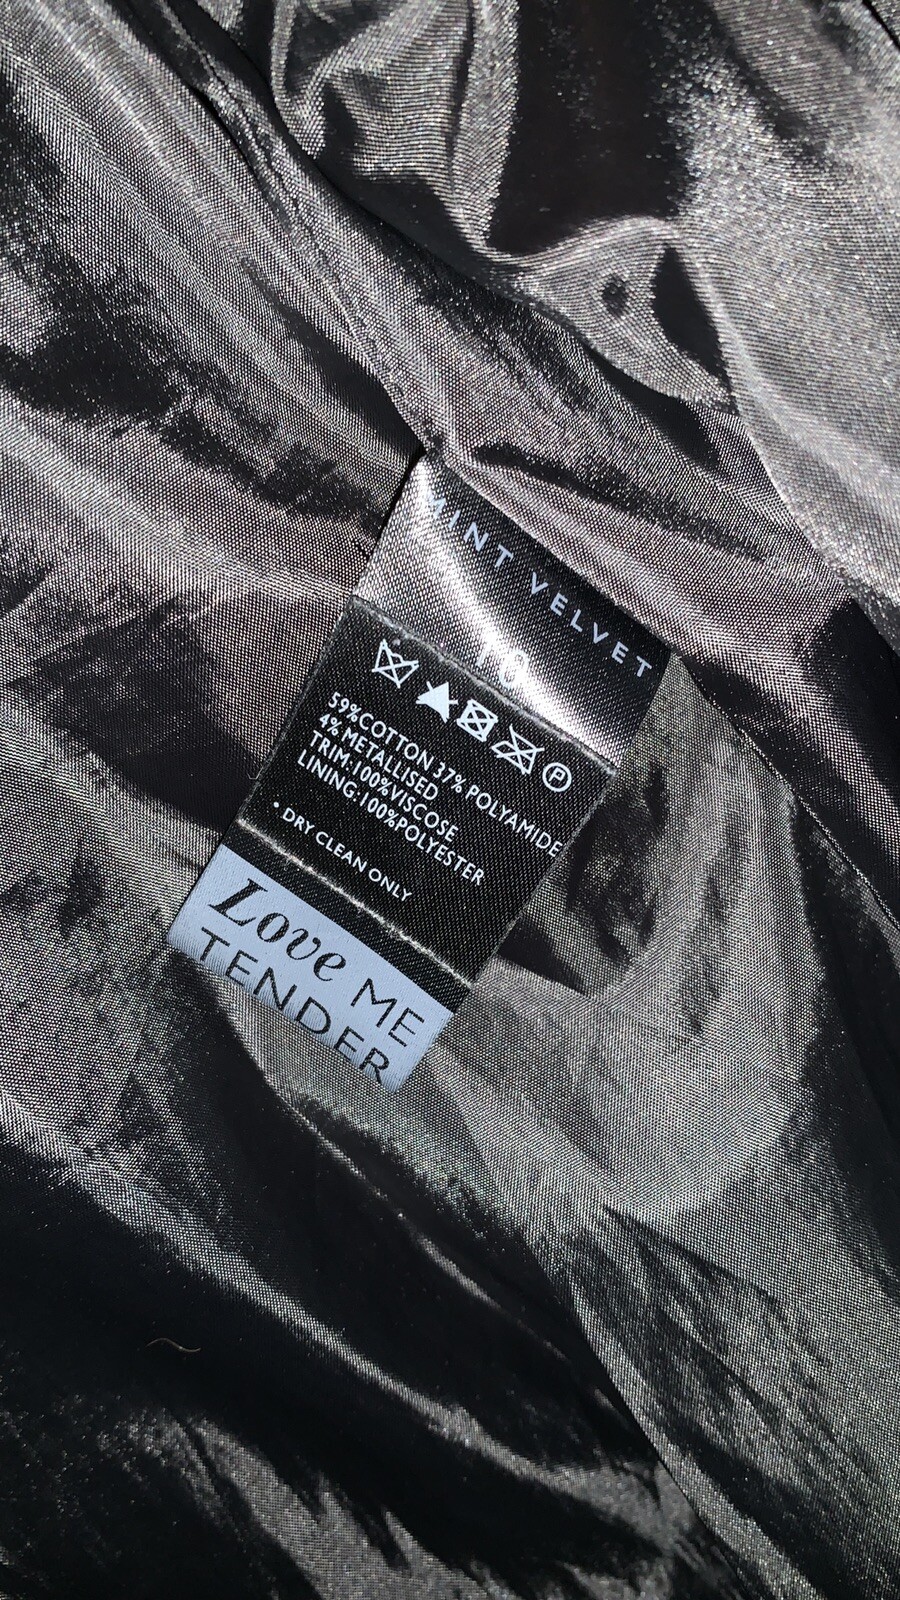 MINT VELVET
10
P
59%COTTON 37% POLYAMIDE
4% METALLISED
TRIM:100%VISCOSE
LINING:100%POLYESTER
• DRY CLEAN ONLY
Love ME
TENDER